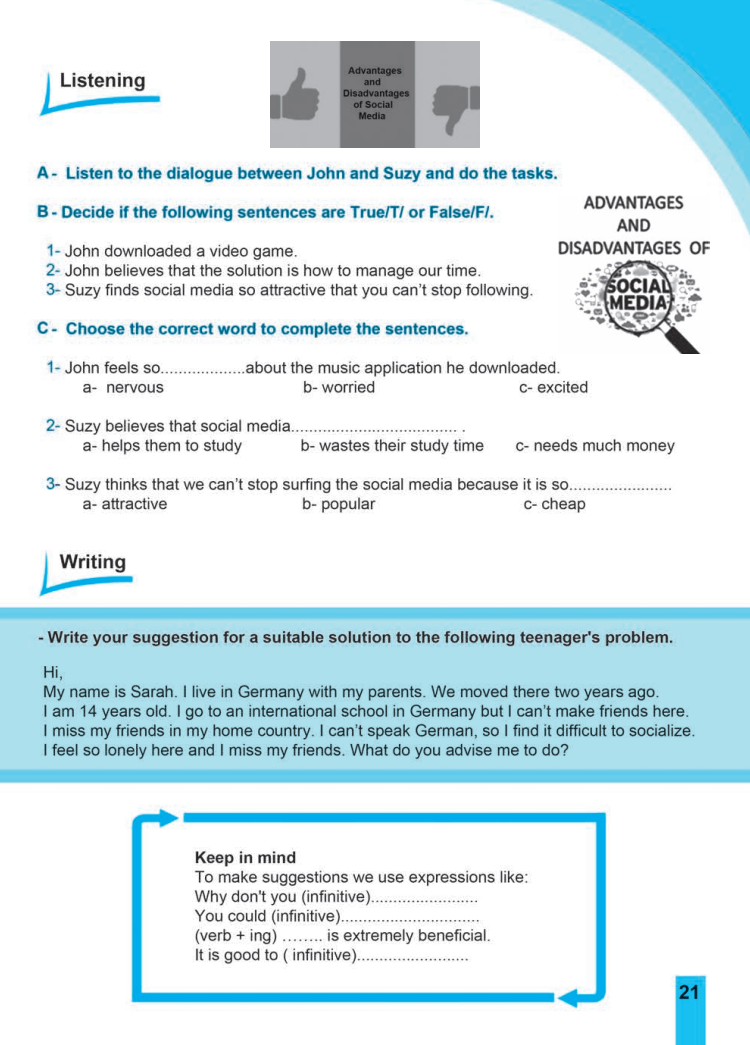 Listening
Advantages
and
Disadvantages
of Social
Media
A - Listen to the dialogue between John and Suzy and do the tasks.
B - Decide if the following sentences are True/T/ or False/F/.
1- John downloaded a video game.
2- John believes that the solution is how to manage our time.
3- Suzy finds social media so attractive that you can’t stop following.
ADVANTAGES
AND
DISADVANTAGES OF
SOCIAL
MEDIA
C - Choose the correct word to complete the sentences.
1- John feels so...................about the music application he downloaded.
a- nervous b- worried c- excited
2- Suzy believes that social media..................................... .
a- helps them to study b- wastes their study time c- needs much money
3- Suzy thinks that we can’t stop surfing the social media because it is so.......................
a- attractive b- popular c- cheap
Writing
- Write your suggestion for a suitable solution to the following teenager's problem.
Hi,
My name is Sarah. I live in Germany with my parents. We moved there two years ago.
I am 14 years old. I go to an international school in Germany but I can’t make friends here.
I miss my friends in my home country. I can’t speak German, so I find it difficult to socialize.
I feel so lonely here and I miss my friends. What do you advise me to do?
Keep in mind
To make suggestions we use expressions like:
Why don't you (infinitive)........................
You could (infinitive)...............................
(verb + ing) …….. is extremely beneficial.
It is good to ( infinitive).........................
21